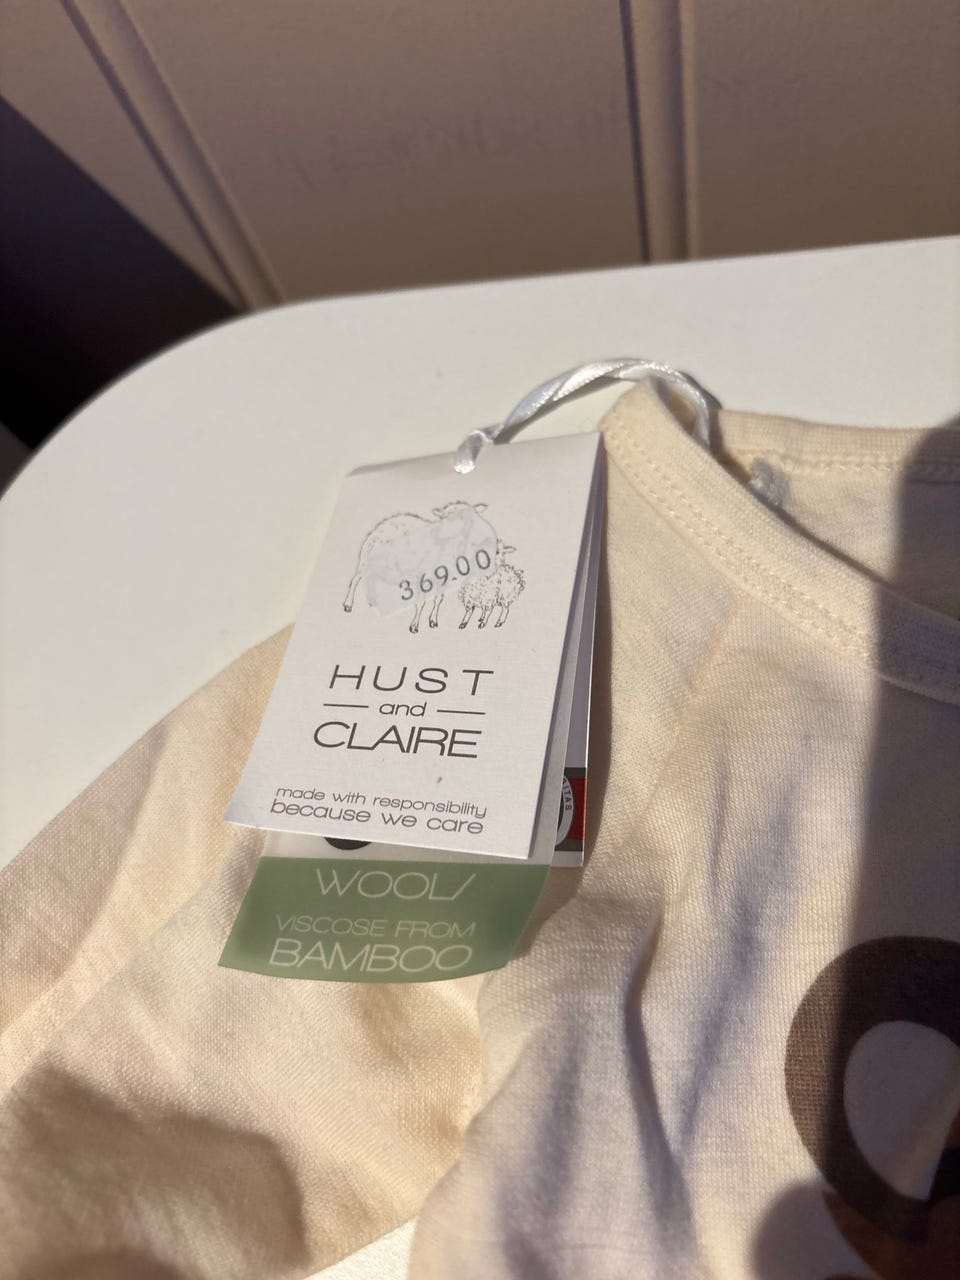 369.00
HUST
and
CLAIRE
made with responsibility
because we care
WOOL/
VISCOSE FROM
BAMBOO